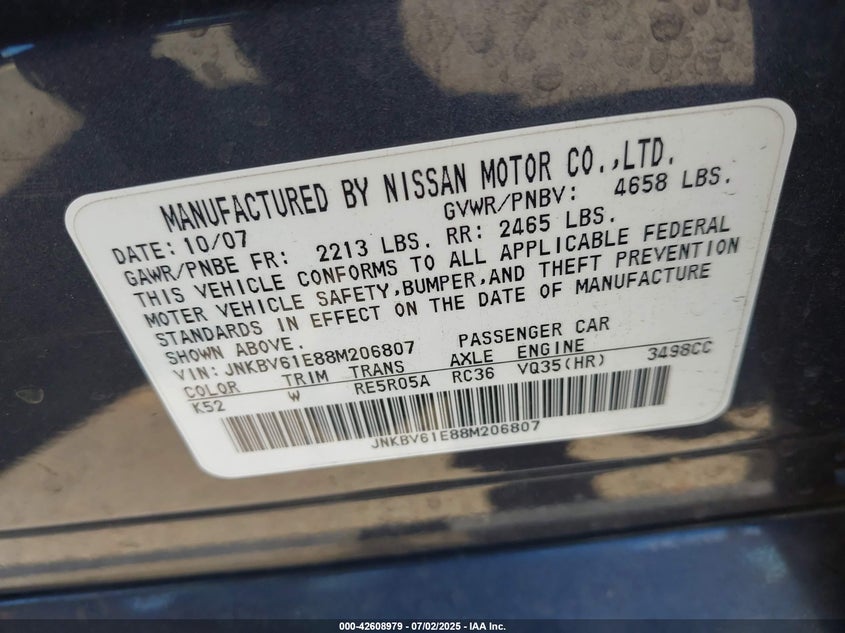 MANUFACTURED BY NISSAN MOTOR CO.,LTD.
DATE: 10/07 GVWR/PNBV: 4658 LBS.
GAWR/PNBE FR: 2213 LBS. RR: 2465 LBS.
THIS VEHICLE CONFORMS TO ALL APPLICABLE FEDERAL
MOTER VEHICLE SAFETY,BUMPER,AND THEFT PREVENTION
STANDARDS IN EFFECT ON THE DATE OF MANUFACTURE
SHOWN ABOVE.
VIN: JNKBV61E88M206807 PASSENGER CAR
COLOR TRIM TRANS AXLE ENGINE
K52 W RE5R05A RC36 VQ35(HR) 3498CC
JNKBV61E88M206807
000-42608979 / 07/02/2025 - IAA Inc.